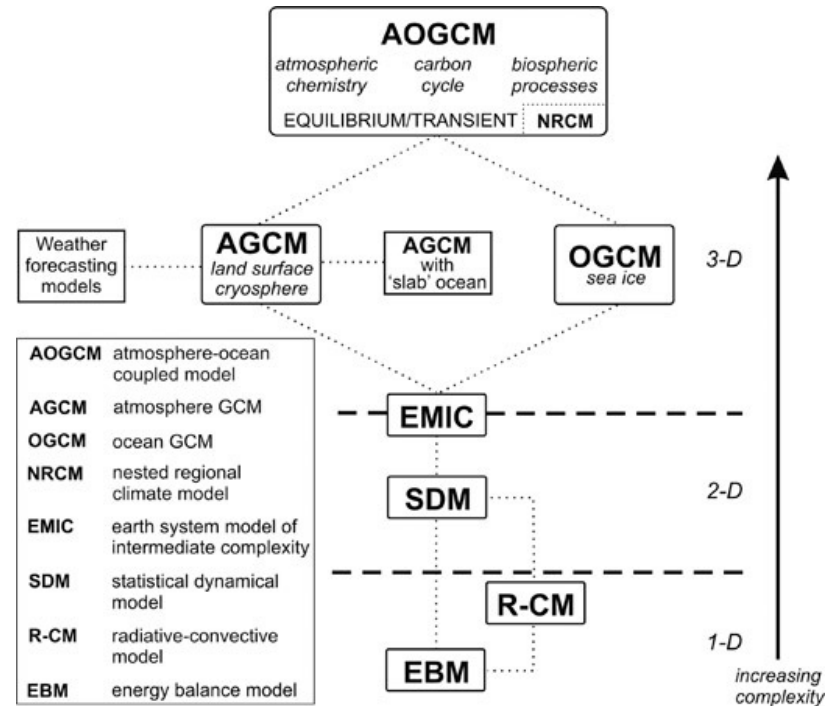 AOGCM
atmospheric chemistry
carbon cycle
biospheric processes
EQUILIBRIUM/TRANSIENT
NRCM
Weather
forecasting
models
AGCM
land surface
cryosphere
AGCM
with
'slab' ocean
OGCM
sea ice
3-D
AOGCM atmosphere-ocean
coupled model
AGCM atmosphere GCM
OGCM ocean GCM
NRCM nested regional
climate model
EMIC earth system model of
intermediate complexity
SDM statistical dynamical
model
R-CM radiative-convective
model
EBM energy balance model
EMIC
SDM
2-D
R-CM
EBM
1-D
increasing
complexity